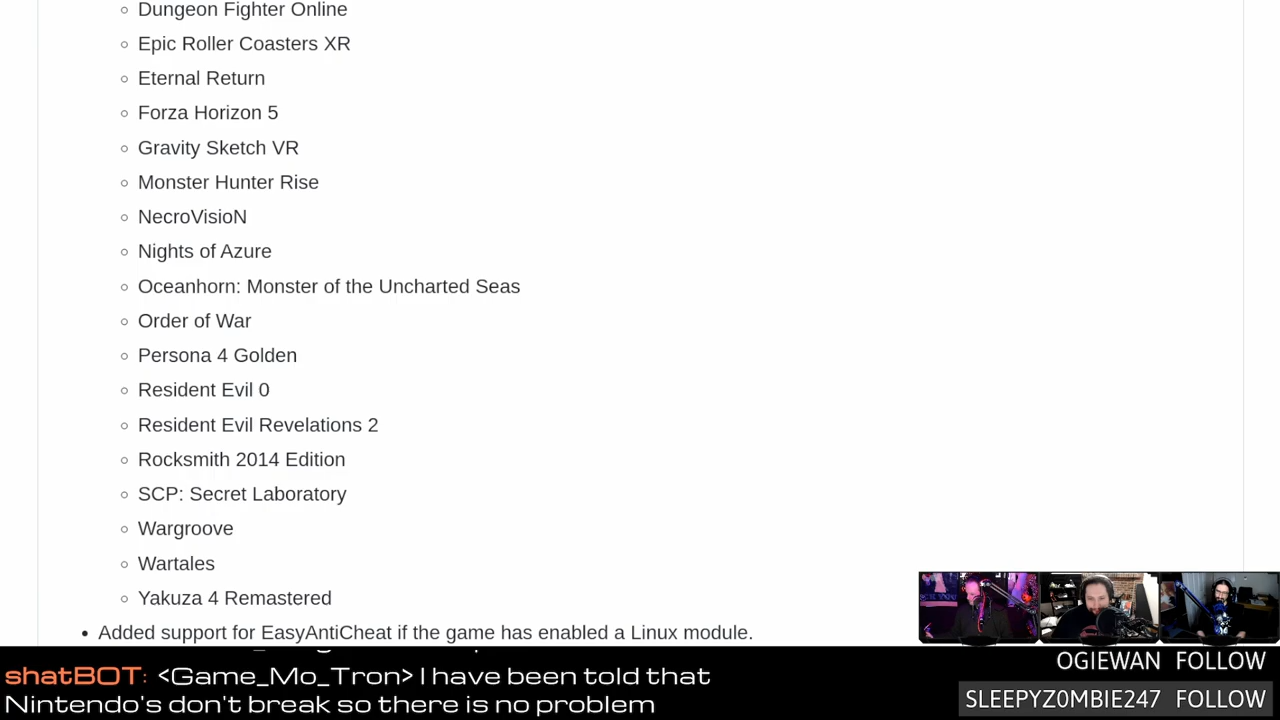 Dungeon Fighter Online
Epic Roller Coasters XR
Eternal Return
Forza Horizon 5
Gravity Sketch VR
Monster Hunter Rise
NecroVisioN
Nights of Azure
Oceanhorn: Monster of the Uncharted Seas
Order of War
Persona 4 Golden
Resident Evil 0
Resident Evil Revelations 2
Rocksmith 2014 Edition
SCP: Secret Laboratory
Wargroove
Wartales
Yakuza 4 Remastered
Added support for EasyAntiCheat if the game has enabled a Linux module.
shatBOT: <Game_Mo_Tron> I have been told that
Nintendo's don't break so there is no problem
OGIEWAN FOLLOW
SLEEPYZ0MBIE247 FOLLOW